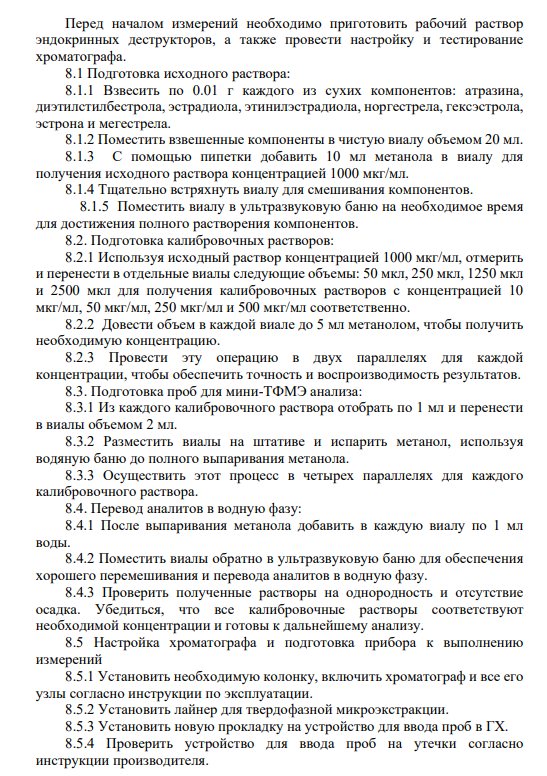 Перед началом измерений необходимо приготовить рабочий раствор
эндокринных деструкторов, а также провести настройку и тестирование
хроматографа.
8.1 Подготовка исходного раствора:
8.1.1 Взвесить по 0.01 г каждого из сухих компонентов: атразина,
диэтилстилбестрола, эстрадиола, этинилэстрадиола, норгестрела, гексэстрола,
эстрона и мегестрела.
8.1.2 Поместить взвешенные компоненты в чистую виалу объемом 20 мл.
8.1.3 С помощью пипетки добавить 10 мл метанола в виалу для
получения исходного раствора концентрацией 1000 мкг/мл.
8.1.4 Тщательно встряхнуть виалу для смешивания компонентов.
8.1.5 Поместить виалу в ультразвуковую баню на необходимое время
для достижения полного растворения компонентов.
8.2. Подготовка калибровочных растворов:
8.2.1 Используя исходный раствор концентрацией 1000 мкг/мл, отмерить
и перенести в отдельные виалы следующие объемы: 50 мкл, 250 мкл, 1250 мкл
и 2500 мкл для получения калибровочных растворов с концентрацией 10
мкг/мл, 50 мкг/мл, 250 мкг/мл и 500 мкг/мл соответственно.
8.2.2 Довести объем в каждой виале до 5 мл метанолом, чтобы получить
необходимую концентрацию.
8.2.3 Провести эту операцию в двух параллелях для каждой
концентрации, чтобы обеспечить точность и воспроизводимость результатов.
8.3. Подготовка проб для мини-ТФМЭ анализа:
8.3.1 Из каждого калибровочного раствора отобрать по 1 мл и перенести
в виалы объемом 2 мл.
8.3.2 Разместить виалы на штативе и испарить метанол, используя
водяную баню до полного выпаривания метанола.
8.3.3 Осуществить этот процесс в четырех параллелях для каждого
калибровочного раствора.
8.4. Перевод аналитов в водную фазу:
8.4.1 После выпаривания метанола добавить в каждую виалу по 1 мл
воды.
8.4.2 Поместить виалы обратно в ультразвуковую баню для обеспечения
хорошего перемешивания и перевода аналитов в водную фазу.
8.4.3 Проверить полученные растворы на однородность и отсутствие
осадка. Убедиться, что все калибровочные растворы соответствуют
необходимой концентрации и готовы к дальнейшему анализу.
8.5 Настройка хроматографа и подготовка прибора к выполнению
измерений
8.5.1 Установить необходимую колонку, включить хроматограф и все его
узлы согласно инструкции по эксплуатации.
8.5.2 Установить лайнер для твердофазной микроэкстракции.
8.5.3 Установить новую прокладку на устройство для ввода проб в ГХ.
8.5.4 Проверить устройство для ввода проб на утечки согласно
инструкции производителя.